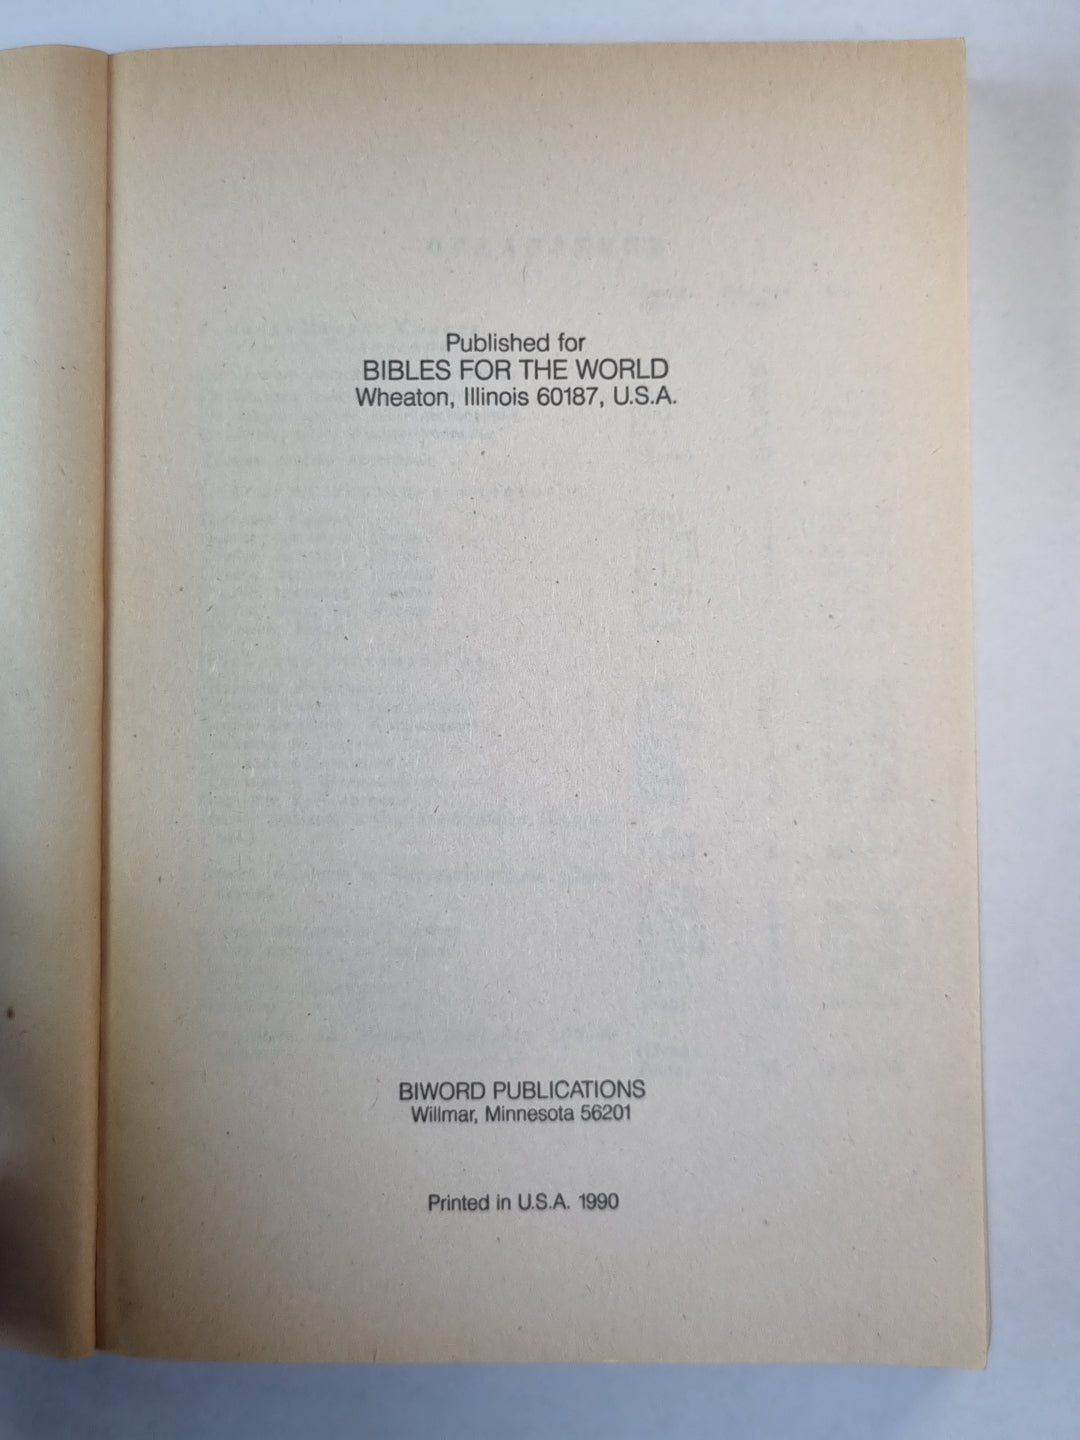 Published for
BIBLES FOR THE WORLD
Wheaton, Illinois 60187, U.S.A.
BIWORD PUBLICATIONS
Willmar, Minnesota 56201
Printed in U.S.A. 1990